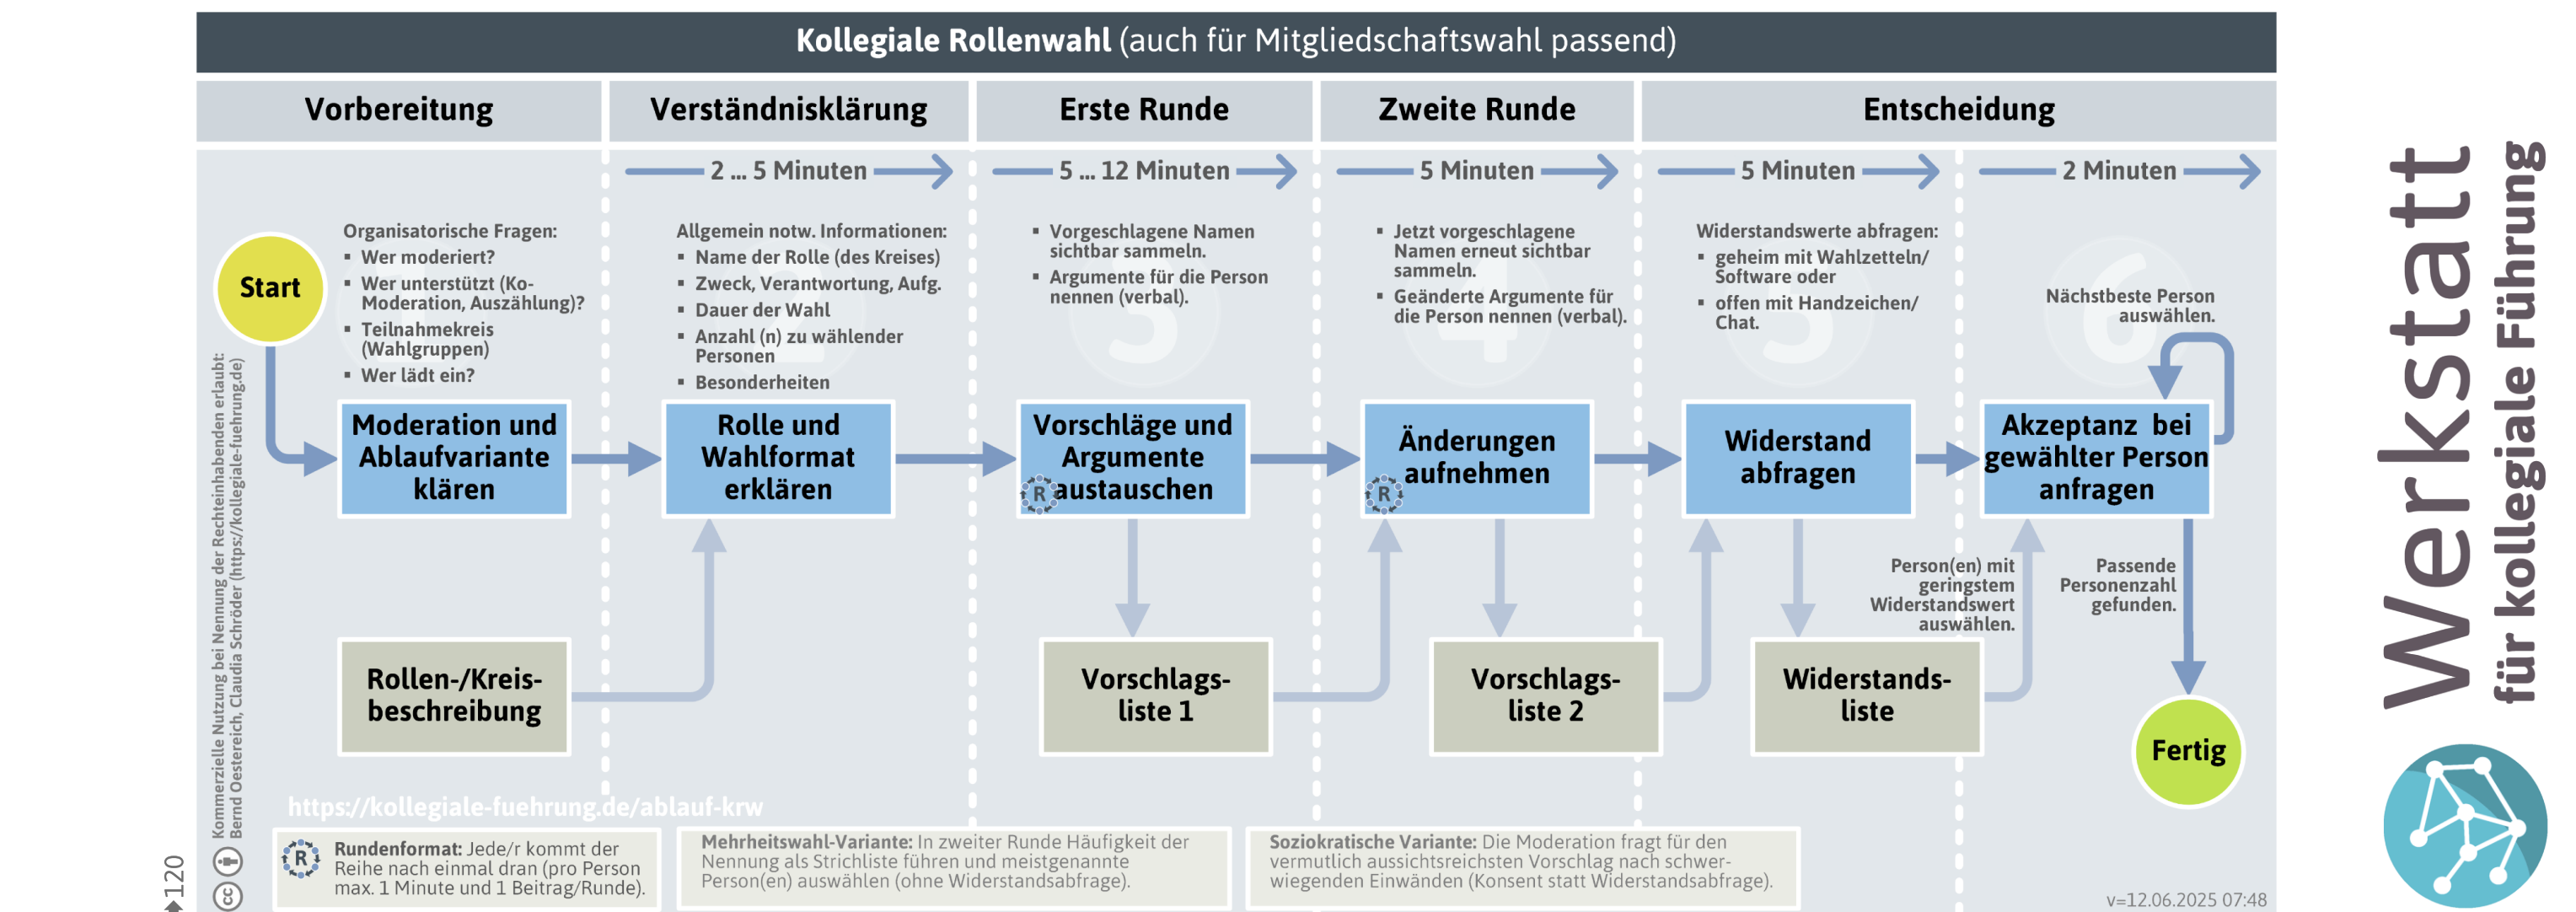 Kollegiale Rollenwahl (auch für Mitgliedschaftswahl passend)
Vorbereitung
Verständnisklärung
Erste Runde
Zweite Runde
Entscheidung
2 ... 5 Minuten
5 ... 12 Minuten
5 Minuten
5 Minuten
2 Minuten
Start
Organisatorische Fragen:
▪ Wer moderiert?
▪ Wer unterstützt (Ko-
Moderation, Auszählung)?
▪ Teilnahmekreis
(Wahlgruppen)
▪ Wer lädt ein?
1
Allgemein notw. Informationen:
▪ Name der Rolle (des Kreises)
▪ Zweck, Verantwortung, Aufg.
▪ Dauer der Wahl
▪ Anzahl (n) zu wählender
Personen
▪ Besonderheiten
2
▪ Vorgeschlagene Namen
sichtbar sammeln.
▪ Argumente für die Person
nennen (verbal).
3
▪ Jetzt vorgeschlagene
Namen erneut sichtbar
sammeln.
▪ Geänderte Argumente für
die Person nennen (verbal).
4
Widerstandswerte abfragen:
▪ geheim mit Wahlzetteln/
Software oder
▪ offen mit Handzeichen/
Chat.
5
Nächstbeste Person
auswählen.
6
Moderation und
Ablaufvariante
klären
Rolle und
Wahlformat
erklären
Vorschläge und
Argumente
austauschen
R
Änderungen
aufnehmen
R
Widerstand
abfragen
Akzeptanz bei
gewählter Person
anfragen
Person(en) mit
geringstem
Widerstandswert
auswählen.
Passende
Personenzahl
gefunden.
Rollen-/Kreis-
beschreibung
Vorschlags-
liste 1
Vorschlags-
liste 2
Widerstands-
liste
Fertig
https://kollegiale-fuehrung.de/ablauf-krw
R
Rundenformat: Jede/r kommt der
Reihe nach einmal dran (pro Person
max. 1 Minute und 1 Beitrag/Runde).
Mehrheitswahl-Variante: In zweiter Runde Häufigkeit der
Nennung als Strichliste führen und meistgenannte
Person(en) auswählen (ohne Widerstandsabfrage).
Soziokratische Variante: Die Moderation fragt für den
vermutlich aussichtsreichsten Vorschlag nach schwer-
wiegenden Einwänden (Konsent statt Widerstandsabfrage).
v=12.06.2025 07:48
Kommerzielle Nutzung bei Nennung der Rechteinhabenden erlaubt:
Bernd Oestereich, Claudia Schröder (https://kollegiale-fuehrung.de)
cc
120
Werkstatt
für kollegiale Führung